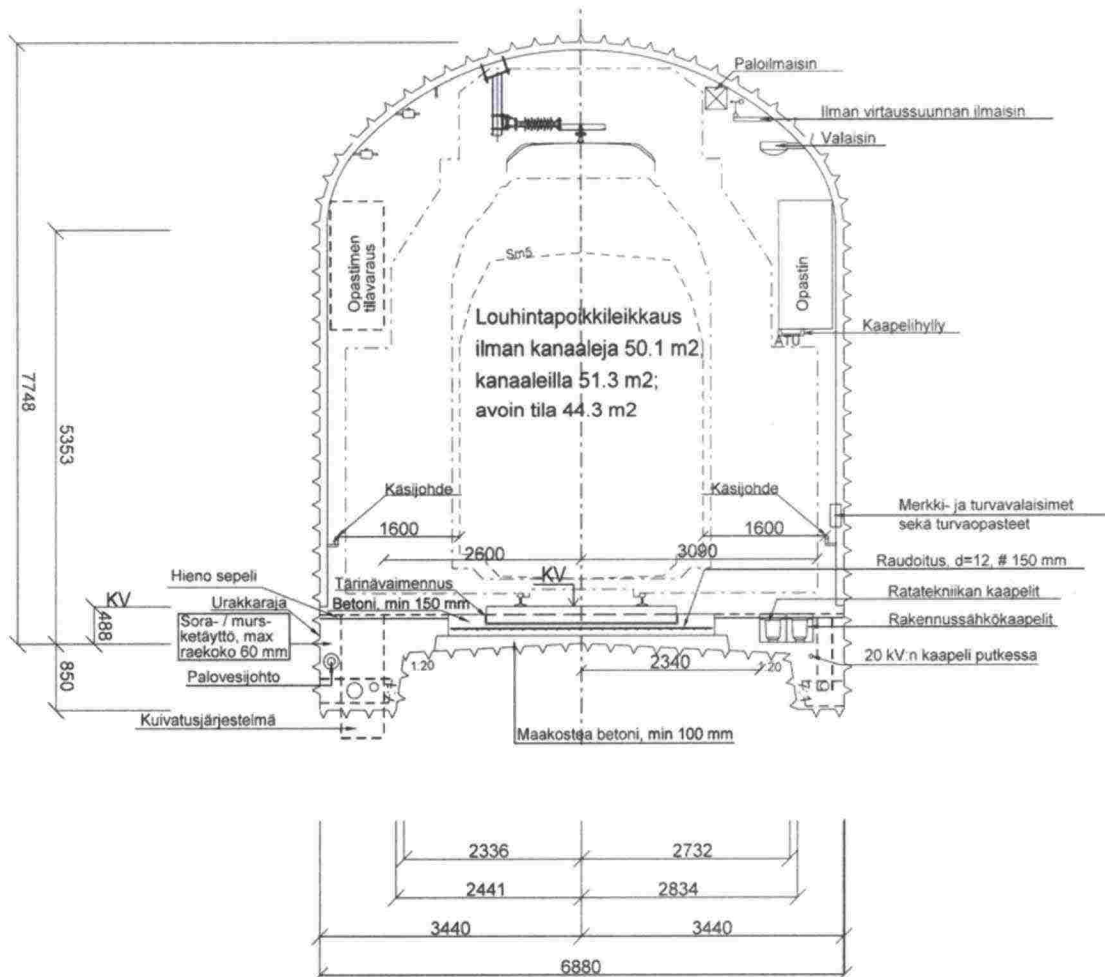 Paloilmaisin
Ilman virtaussuunnan ilmaisin
Valaisin
Opastimen
tilavaraus
Sm5
Opastin
Louhintapoikkileikkaus
ilman kanaaleja 50.1 m2,
kanaaleilla 51.3 m2;
avoin tila 44.3 m2
Kaapelihylly
ATU
7748
5353
Käsijohde
Käsijohde
1600
1600
Merkki- ja turvavalaisimet
sekä turvaopasteet
2600
3090
Raudoitus, d=12, # 150 mm
Hieno sepeli
Tärinävaimennus
KV
Ratatekniikan kaapelit
KV
Urakkaraja
Betoni, min 150 mm
488
Sora- / murs-
ketäyttö, max
raekoko 60 mm
Rakennussähkökaapelit
850
1:20
2340
1:20
20 kV:n kaapeli putkessa
Palovesijohto
Kuivatusjärjestelmä
Maakostea betoni, min 100 mm
2336
2732
2441
2834
3440
3440
6880